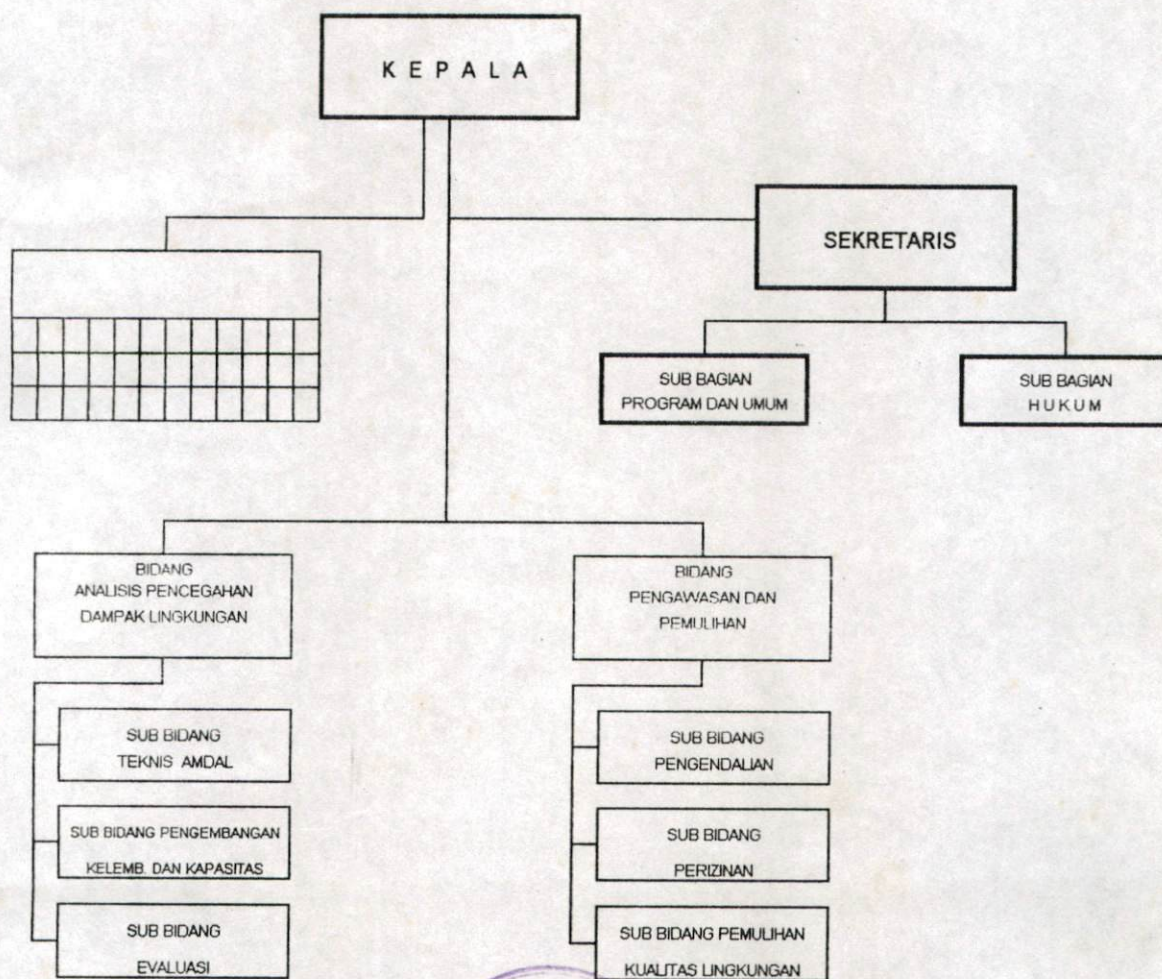 K E P A L A
SEKRETARIS
SUB BAGIAN
PROGRAM DAN UMUM
SUB BAGIAN
H U K U M
BIDANG
ANALISIS PENCEGAHAN
DAMPAK LINGKUNGAN
BIDANG
PENGAWASAN DAN
PEMULIHAN
SUB BIDANG
TEKNIS AMDAL
SUB BIDANG PENGEMBANGAN
KELEMB. DAN KAPASITAS
SUB BIDANG
EVALUASI
SUB BIDANG
PENGENDALIAN
SUB BIDANG
PERIZINAN
SUB BIDANG PEMULIHAN
KUALITAS LINGKUNGAN